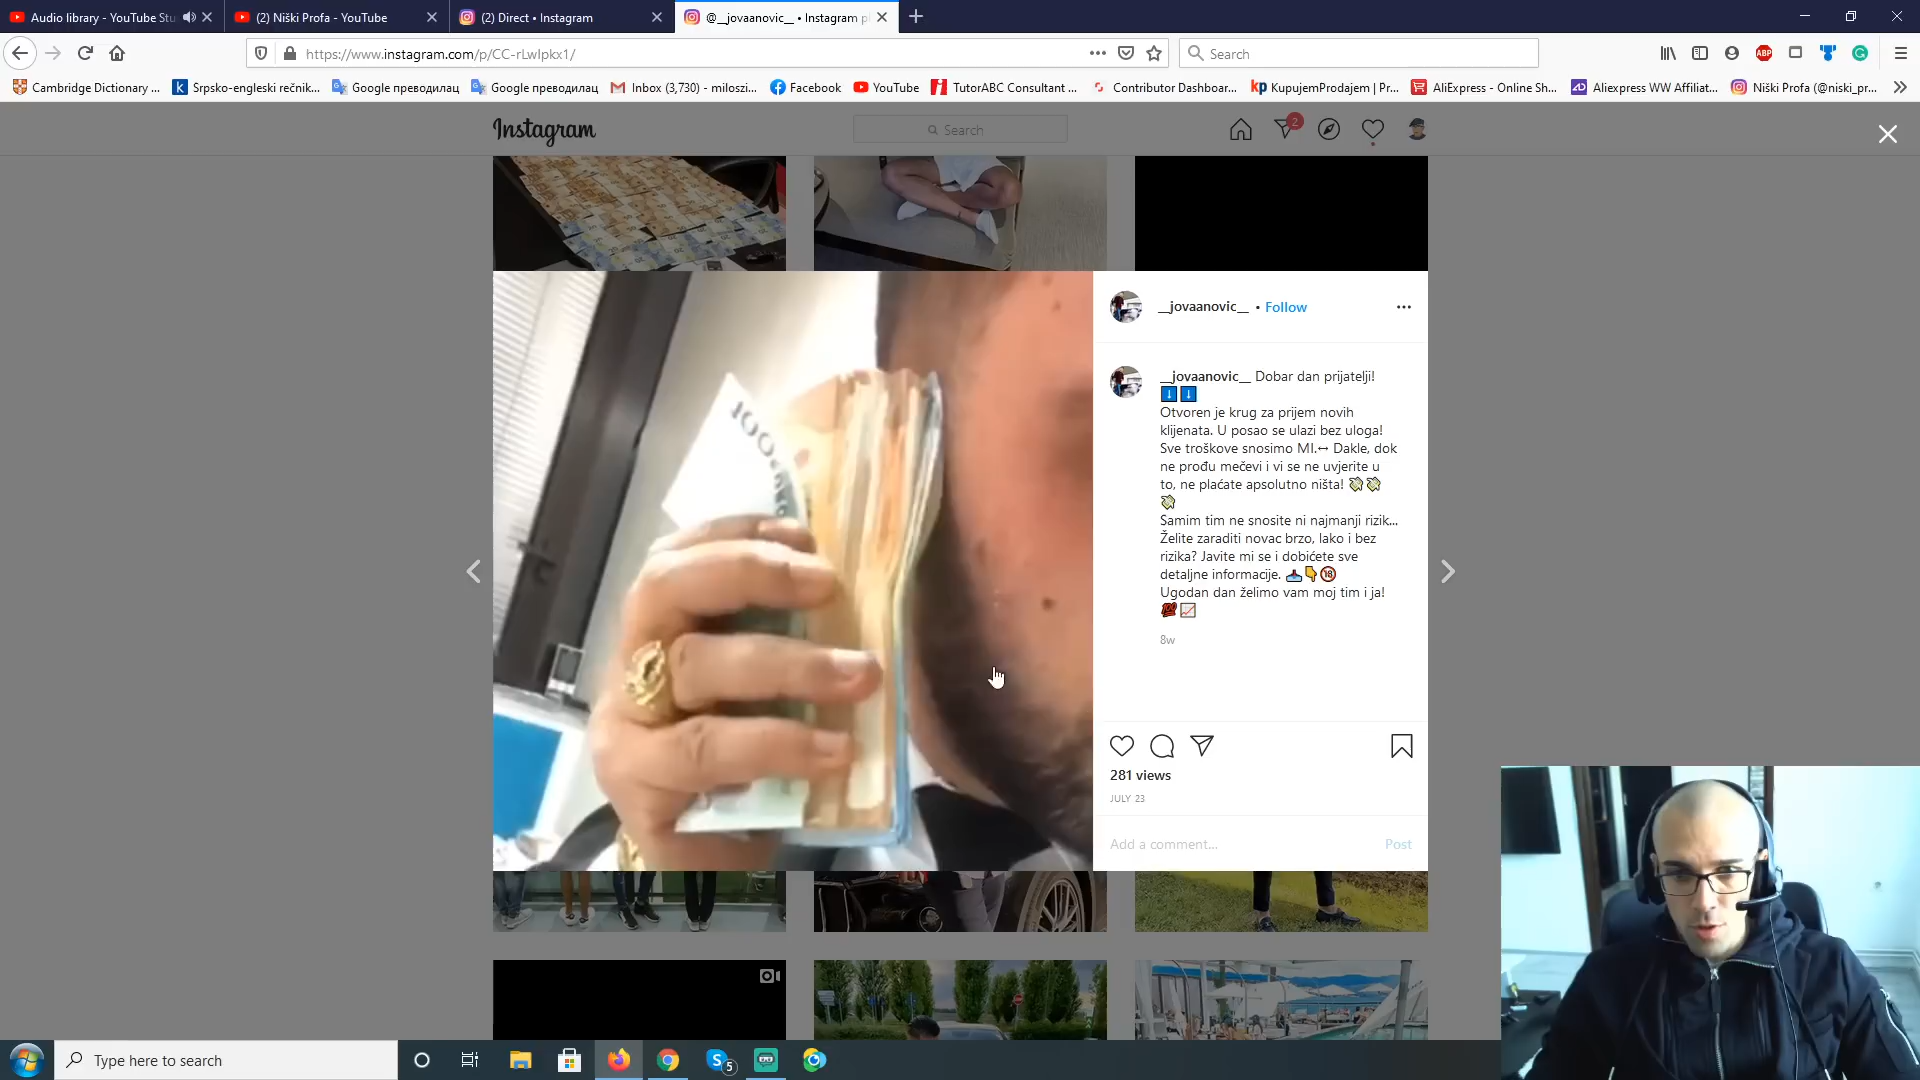 Audio library - YouTube Stu
(2) Niški Profa - YouTube
(2) Direct • Instagram
@__jovaanovic__ • Instagram p
https://www.instagram.com/p/CC-rLwIpkx1/
Search
ABP
Cambridge Dictionary ...
Srpsko-engleski rečnik...
Google преводилац
Google преводилац
Inbox (3,730) - miloszi...
Facebook
YouTube
TutorABC Consultant ...
Contributor Dashboar...
KupujemProdajem | Pr...
AliExpress - Online Sh...
Aliexpress WW Affiliat...
Niški Profa (@niski_pr...
Instagram
Search
2
100
__jovaanovic__ • Follow
__jovaanovic__ Dobar dan prijatelji!
⬇️⬇️
Otvoren je krug za prijem novih
klijenata. U posao se ulazi bez uloga!
Sve troškove snosimo MI.↔ Dakle, dok
ne prođu mečevi i vi se ne uvjerite u
to, ne plaćate apsolutno ništa! 💸💸
💸
Samim tim ne snosite ni najmanji rizik...
Želite zaraditi novac brzo, lako i bez
rizika? Javite mi se i dobićete sve
detaljne informacije. 📥👇🔞
Ugodan dan želimo vam moj tim i ja!
💯📈
8w
281 views
JULY 23
Add a comment...
Post
Type here to search
5